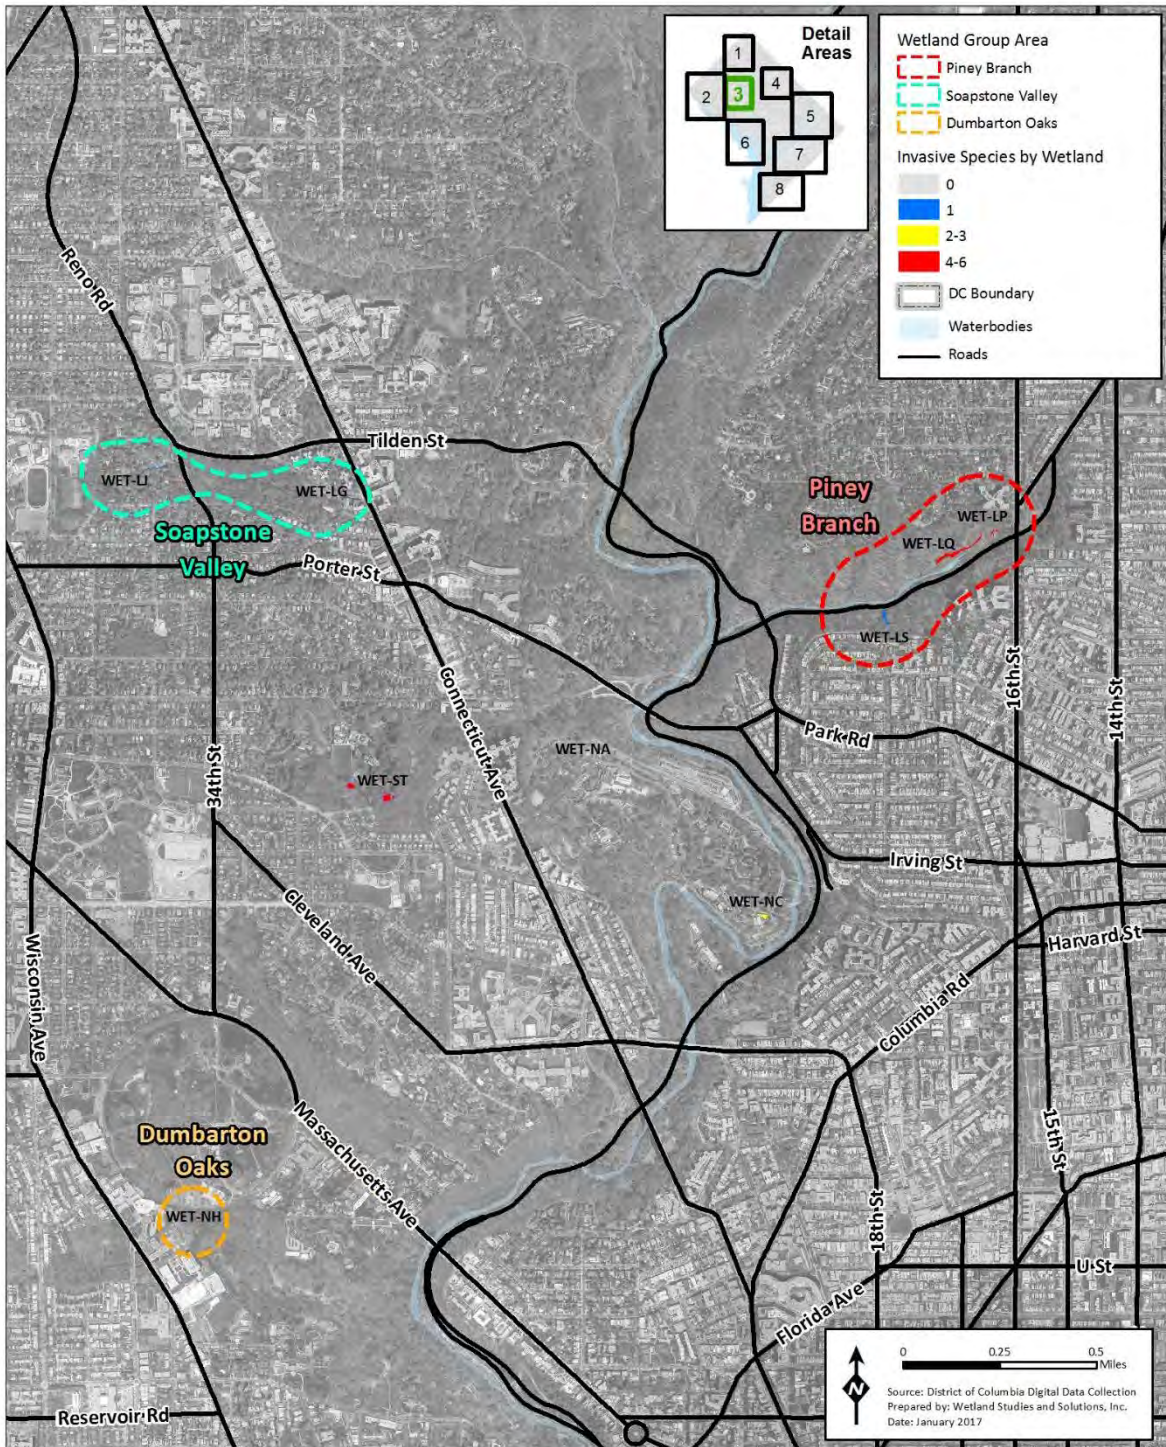 Detail
Areas
1
2
3
4
5
6
7
8
Wetland Group Area
Piney Branch
Soapstone Valley
Dumbarton Oaks
Invasive Species by Wetland
0
1
2-3
4-6
DC Boundary
Waterbodies
Roads
Reno Rd
Tilden St
WET-LJ
WET-LG
Soapstone
Valley
Porter St
Piney
Branch
WET-LP
WET-LQ
WET-LS
Connecticut Ave
16th St
14th St
Park Rd
WET-NA
WET-ST
34th St
Irving St
WET-NC
Cleveland Ave
Harvard St
Columbia Rd
Wisconsin Ave
Massachusetts Ave
Dumbarton
Oaks
WET-NH
15th St
18th St
U St
Florida Ave
Reservoir Rd
N
0 0.25 0.5
Miles
Source: District of Columbia Digital Data Collection
Prepared by: Wetland Studies and Solutions, Inc.
Date: January 2017